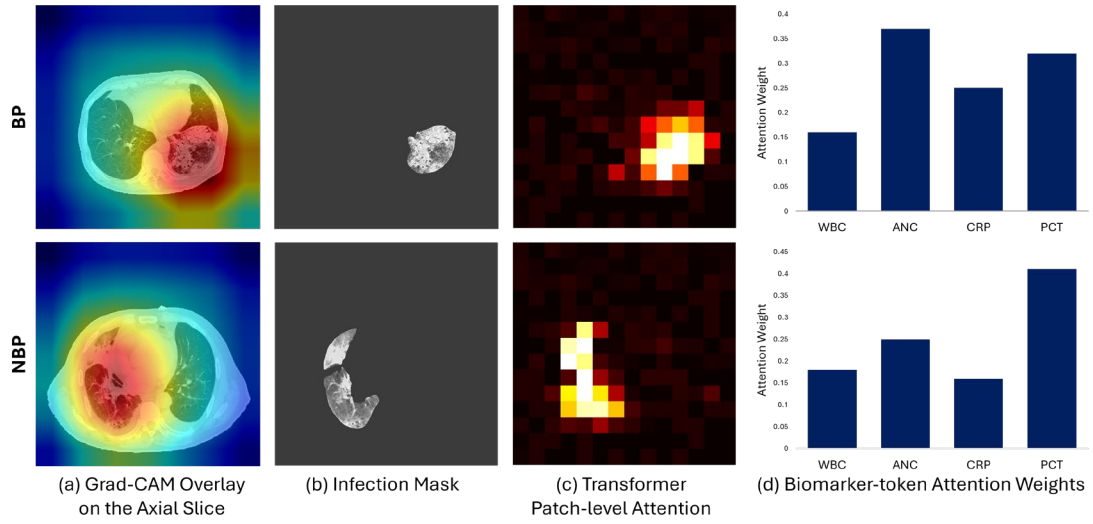 BP
Attention Weight
0.4
0.35
0.3
0.25
0.2
0.15
0.1
0.05
0
WBC ANC CRP PCT
NBP
Attention Weight
0.45
0.4
0.35
0.3
0.25
0.2
0.15
0.1
0.05
0
WBC ANC CRP PCT
(a) Grad-CAM Overlay
on the Axial Slice
(b) Infection Mask
(c) Transformer
Patch-level Attention
(d) Biomarker-token Attention Weights